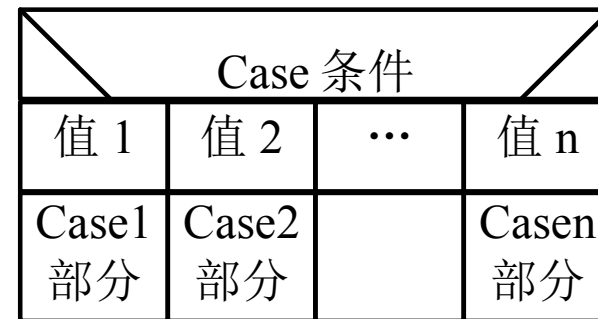 Case 条件
值 1 值 2 … 值 n
Case1 Case2 Casen
部分 部分 部分